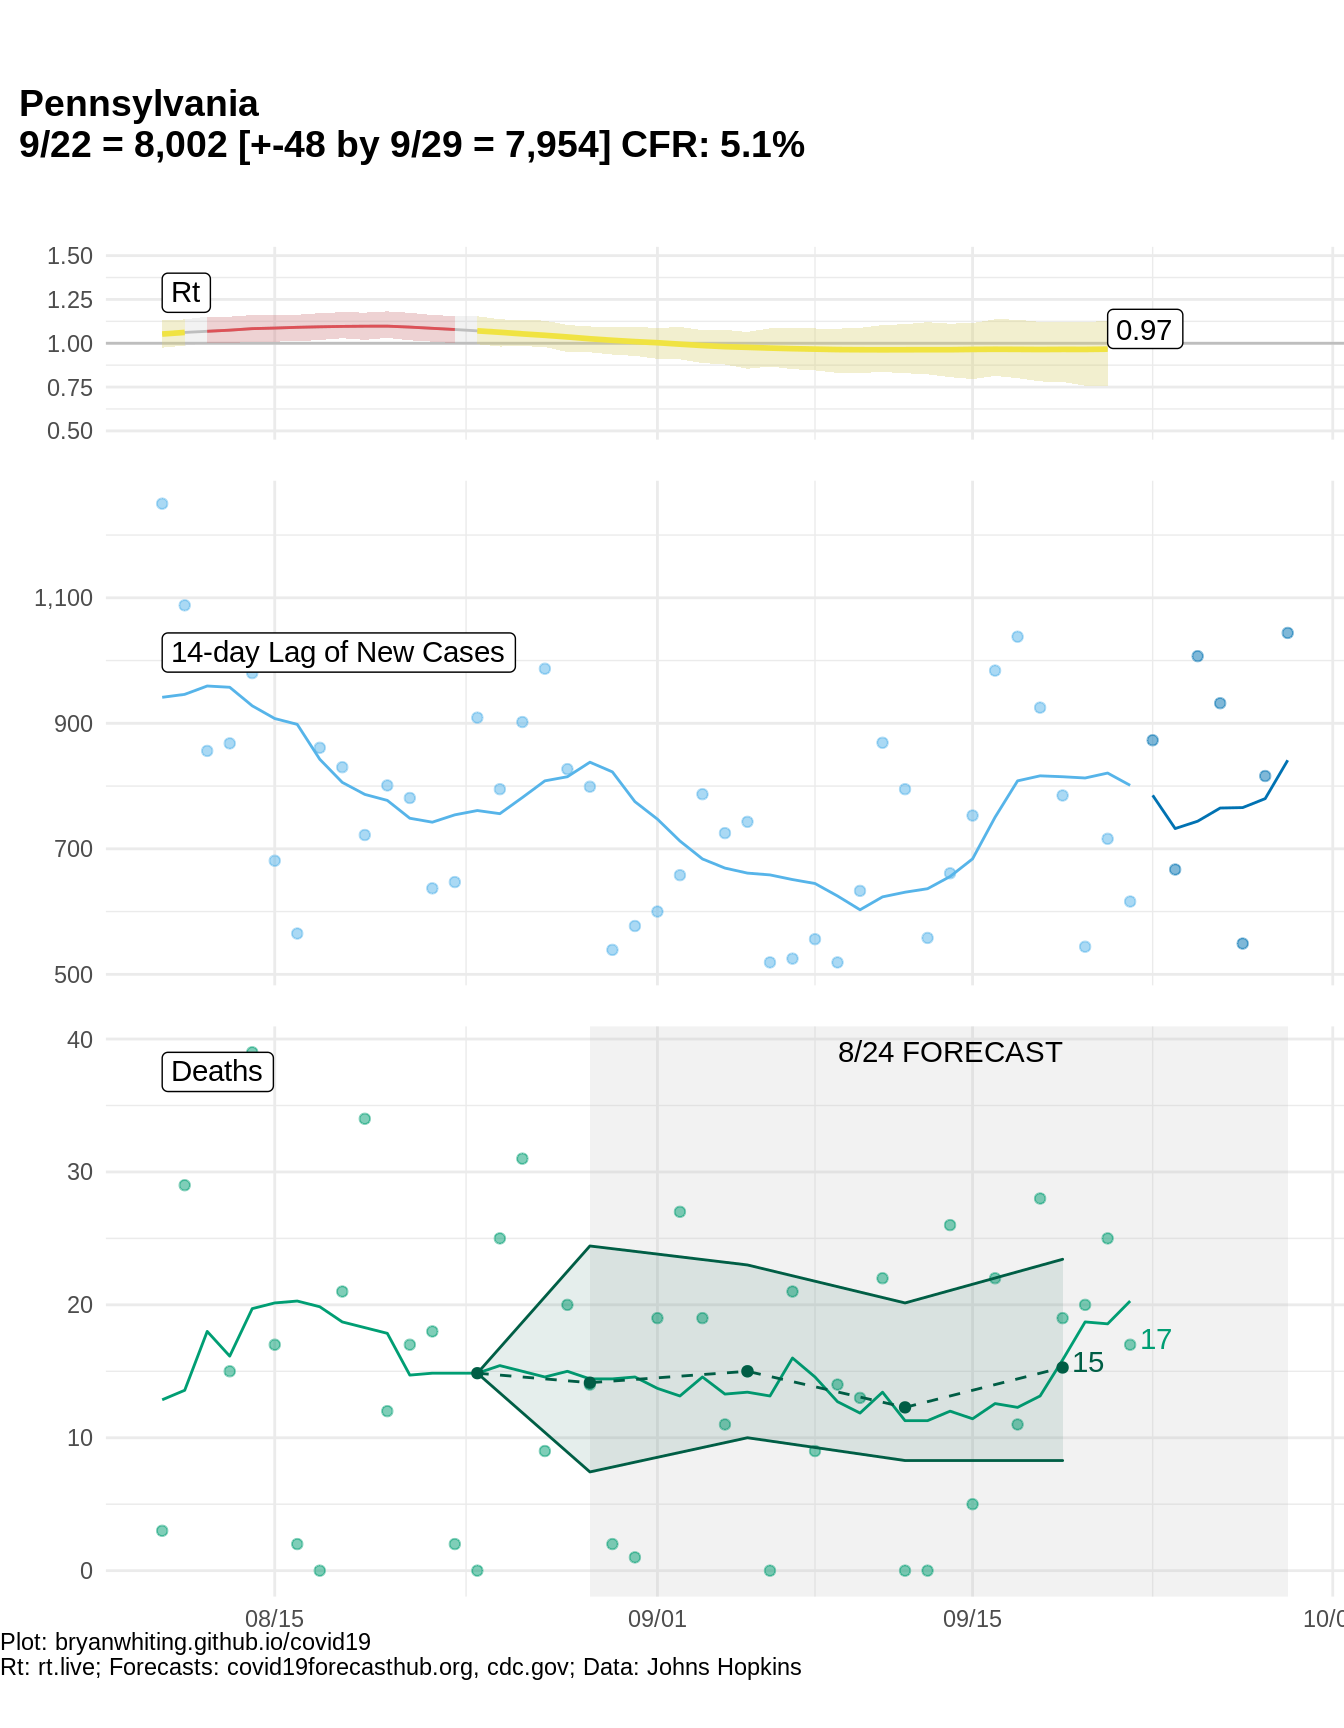 Pennsylvania
9/22 = 8,002 [+-48 by 9/29 = 7,954] CFR: 5.1%
1.50
1.25
1.00
0.75
0.50
Rt
0.97
1,100
900
700
500
14-day Lag of New Cases
40
30
20
10
0
Deaths
8/24 FORECAST
17
15
08/15
09/01
09/15
10/0
Plot: bryanwhiting.github.io/covid19
Rt: rt.live; Forecasts: covid19forecasthub.org, cdc.gov; Data: Johns Hopkins